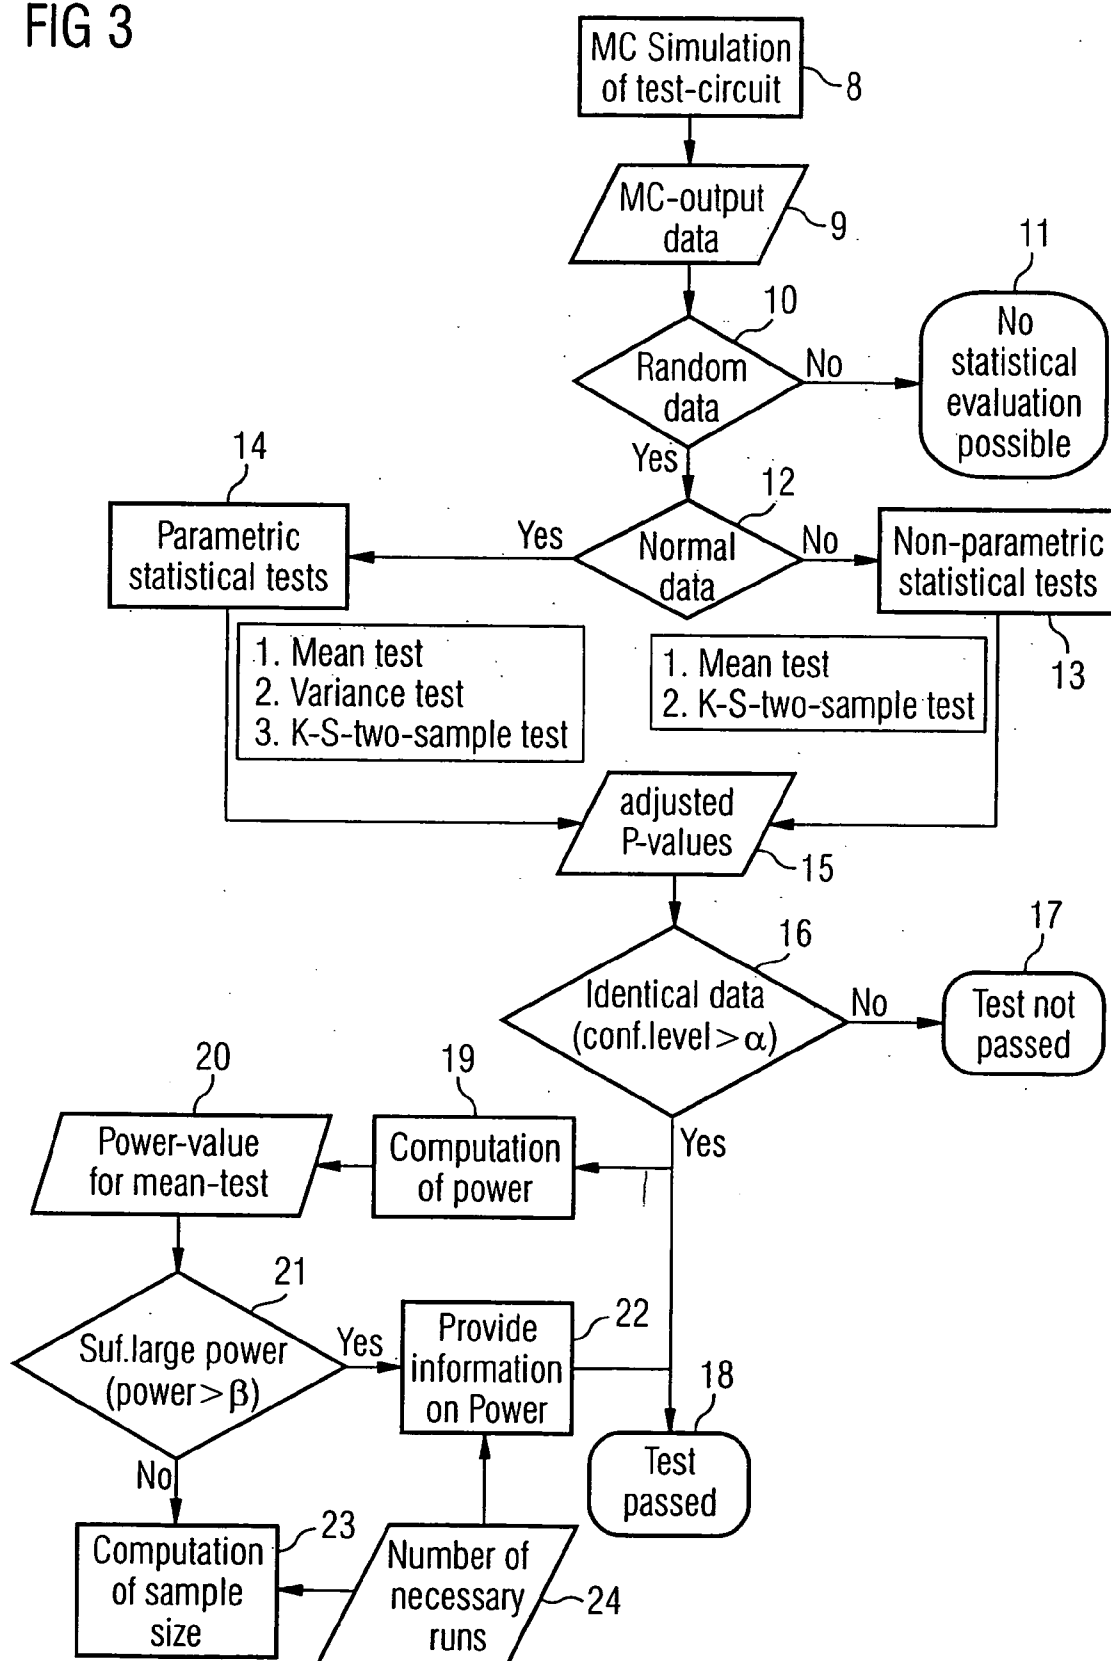 FIG 3
MC Simulation
of test-circuit
8
MC-output
data
9
10
Random
data
No
11
No
statistical
evaluation
possible
Yes
12
Normal
data
Yes
No
14
Parametric
statistical tests
Non-parametric
statistical tests
13
1. Mean test
2. Variance test
3. K-S-two-sample test
1. Mean test
2. K-S-two-sample test
adjusted
P-values
15
16
Identical data
(conf.level > α)
No
17
Test not
passed
Yes
19
Computation
of power
20
Power-value
for mean-test
21
Suf.large power
(power > β)
Yes
22
Provide
information
on Power
18
Test
passed
No
23
Computation
of sample
size
Number of
necessary
runs
24